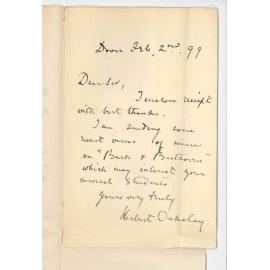 Dover Feb. 2nd, 99
Dear Sir,
I enclose receipt
with best thanks.
I am sending some
recent verses of mine
on "Bach & Beethoven"
which may interest your
musical students.
Yours very truly
Herbert Oakeley.